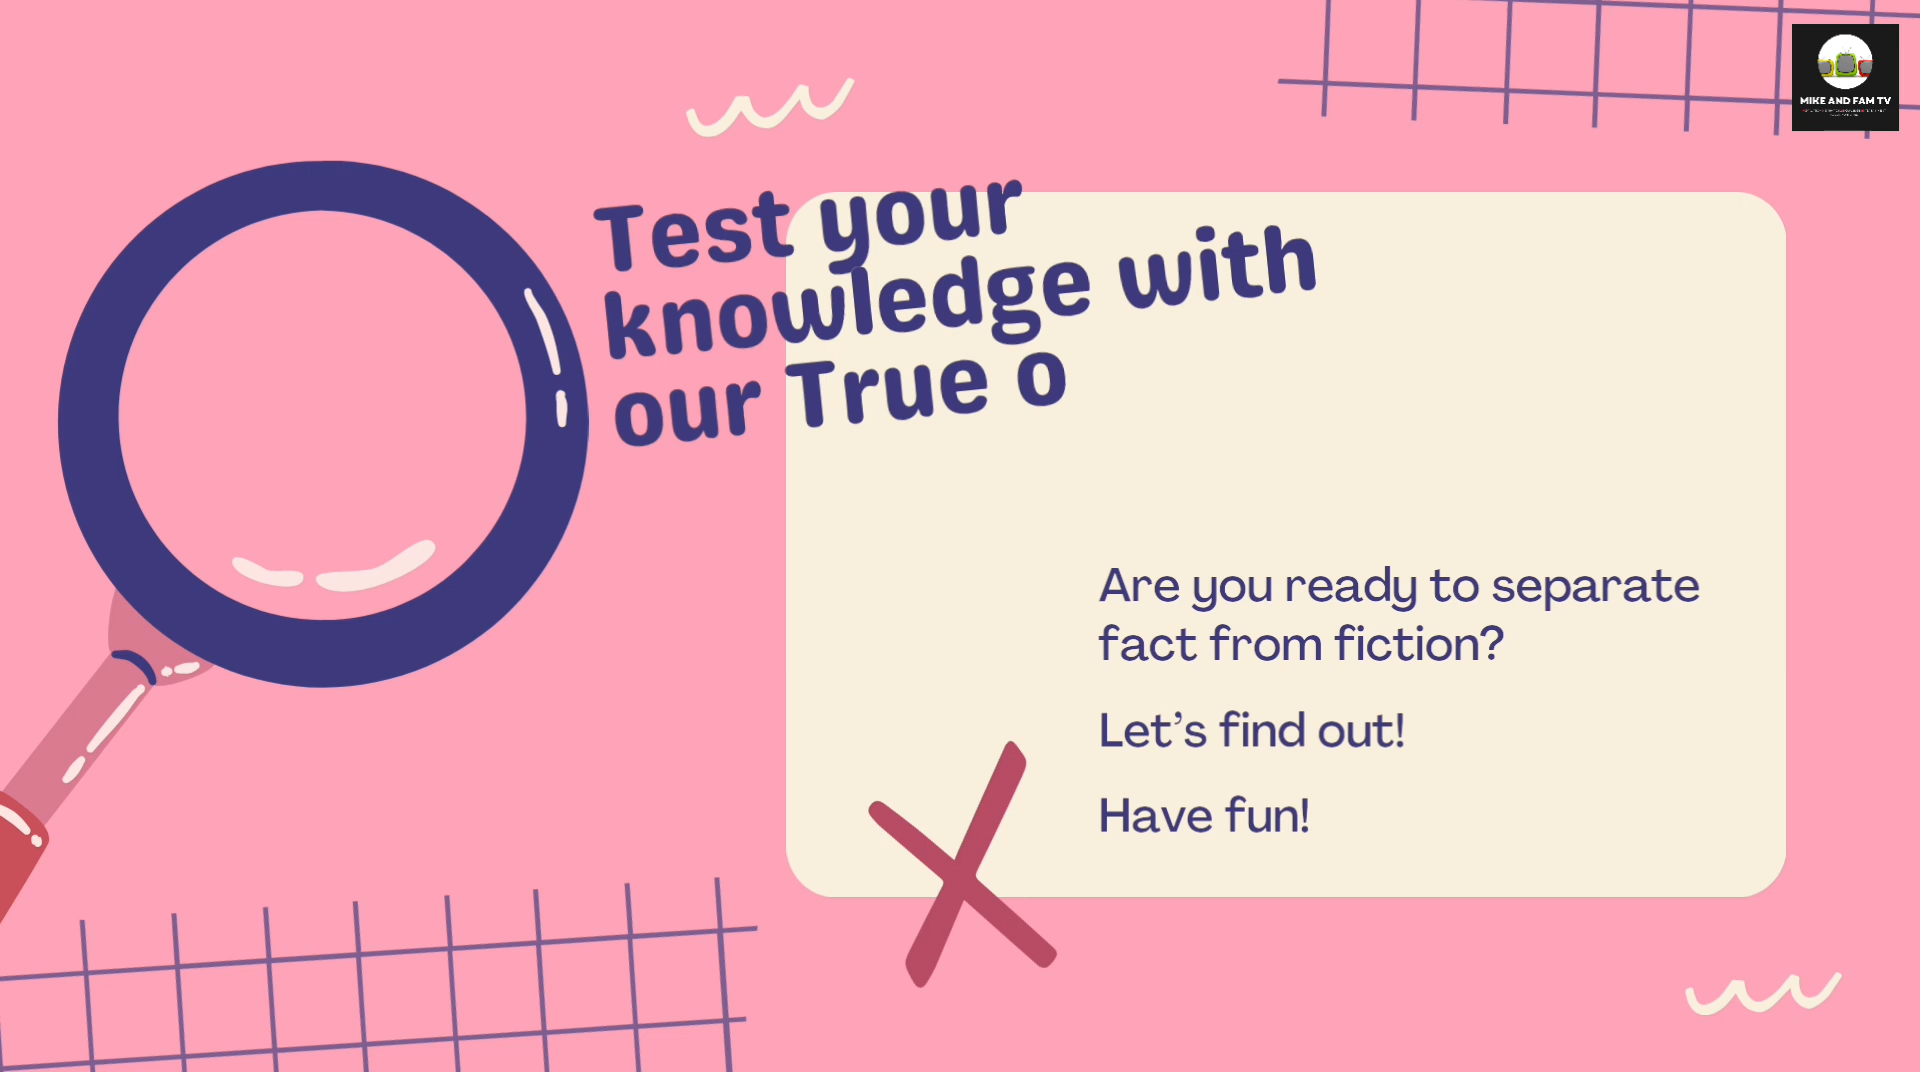 MIKE AND FAM TV
Test your
knowledge with
our True o
Are you ready to separate
fact from fiction?
Let’s find out!
Have fun!